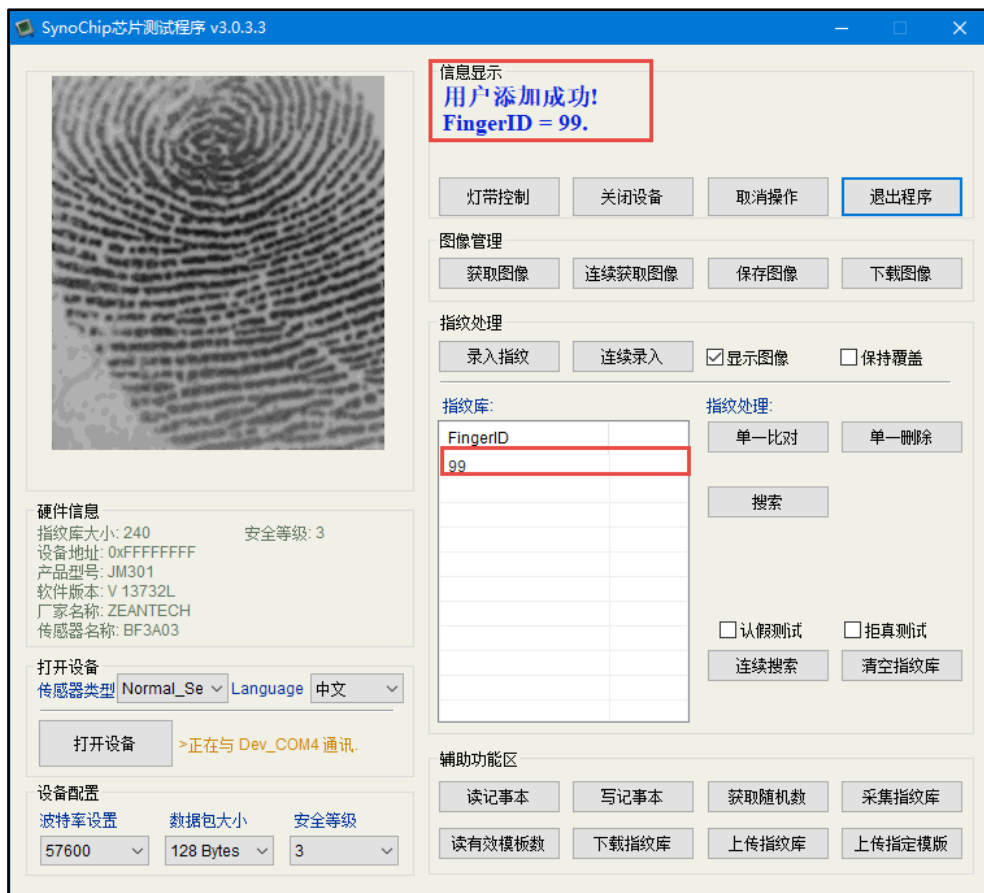 SynoChip芯片测试程序 v3.0.3.3
信息显示
用户添加成功!
FingerID = 99.
灯带控制 关闭设备 取消操作 退出程序
图像管理
获取图像 连续获取图像 保存图像 下载图像
指纹处理
录入指纹 连续录入 显示图像 保持覆盖
指纹库: 指纹处理:
FingerID
99
单一比对 单一删除
搜索
认假测试 拒真测试
连续搜索 清空指纹库
硬件信息
指纹库大小: 240 安全等级: 3
设备地址: 0xFFFFFFFF
产品型号: JM301
软件版本: V 13732L
厂家名称: ZEANTECH
传感器名称: BF3A03
打开设备
传感器类型 Normal_Se Language 中文
打开设备 >正在与 Dev_COM4 通讯.
设备配置
波特率设置 数据包大小 安全等级
57600 128 Bytes 3
辅助功能区
读记事本 写记事本 获取随机数 采集指纹库
读有效模板数 下载指纹库 上传指纹库 上传指定模版